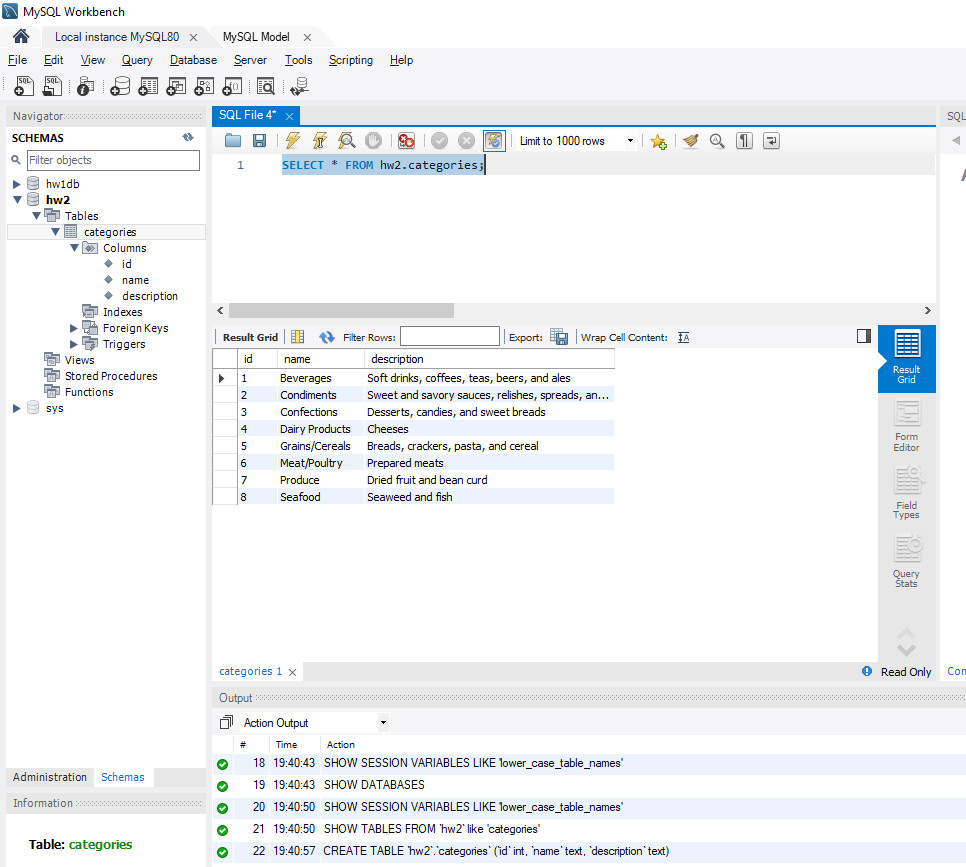 MySQL Workbench
Local instance MySQL80
MySQL Model
File Edit View Query Database Server Tools Scripting Help
Navigator
SCHEMAS
Filter objects
hw1db
hw2
Tables
categories
Columns
id
name
description
Indexes
Foreign Keys
Triggers
Views
Stored Procedures
Functions
sys
Administration Schemas
Information
Table: categories
SQL File 4*
SQL
Limit to 1000 rows
1 SELECT * FROM hw2.categories;
Result Grid Filter Rows: Export: Wrap Cell Content:
id name description
1 Beverages Soft drinks, coffees, teas, beers, and ales
2 Condiments Sweet and savory sauces, relishes, spreads, an...
3 Confections Desserts, candies, and sweet breads
4 Dairy Products Cheeses
5 Grains/Cereals Breads, crackers, pasta, and cereal
6 Meat/Poultry Prepared meats
7 Produce Dried fruit and bean curd
8 Seafood Seaweed and fish
Result
Grid
Form
Editor
Field
Types
Query
Stats
categories 1
Read Only
Output
Action Output
# Time Action
18 19:40:43 SHOW SESSION VARIABLES LIKE 'lower_case_table_names'
19 19:40:43 SHOW DATABASES
20 19:40:50 SHOW SESSION VARIABLES LIKE 'lower_case_table_names'
21 19:40:50 SHOW TABLES FROM `hw2` like 'categories'
22 19:40:57 CREATE TABLE `hw2`.`categories` (`id` int, `name` text, `description` text)